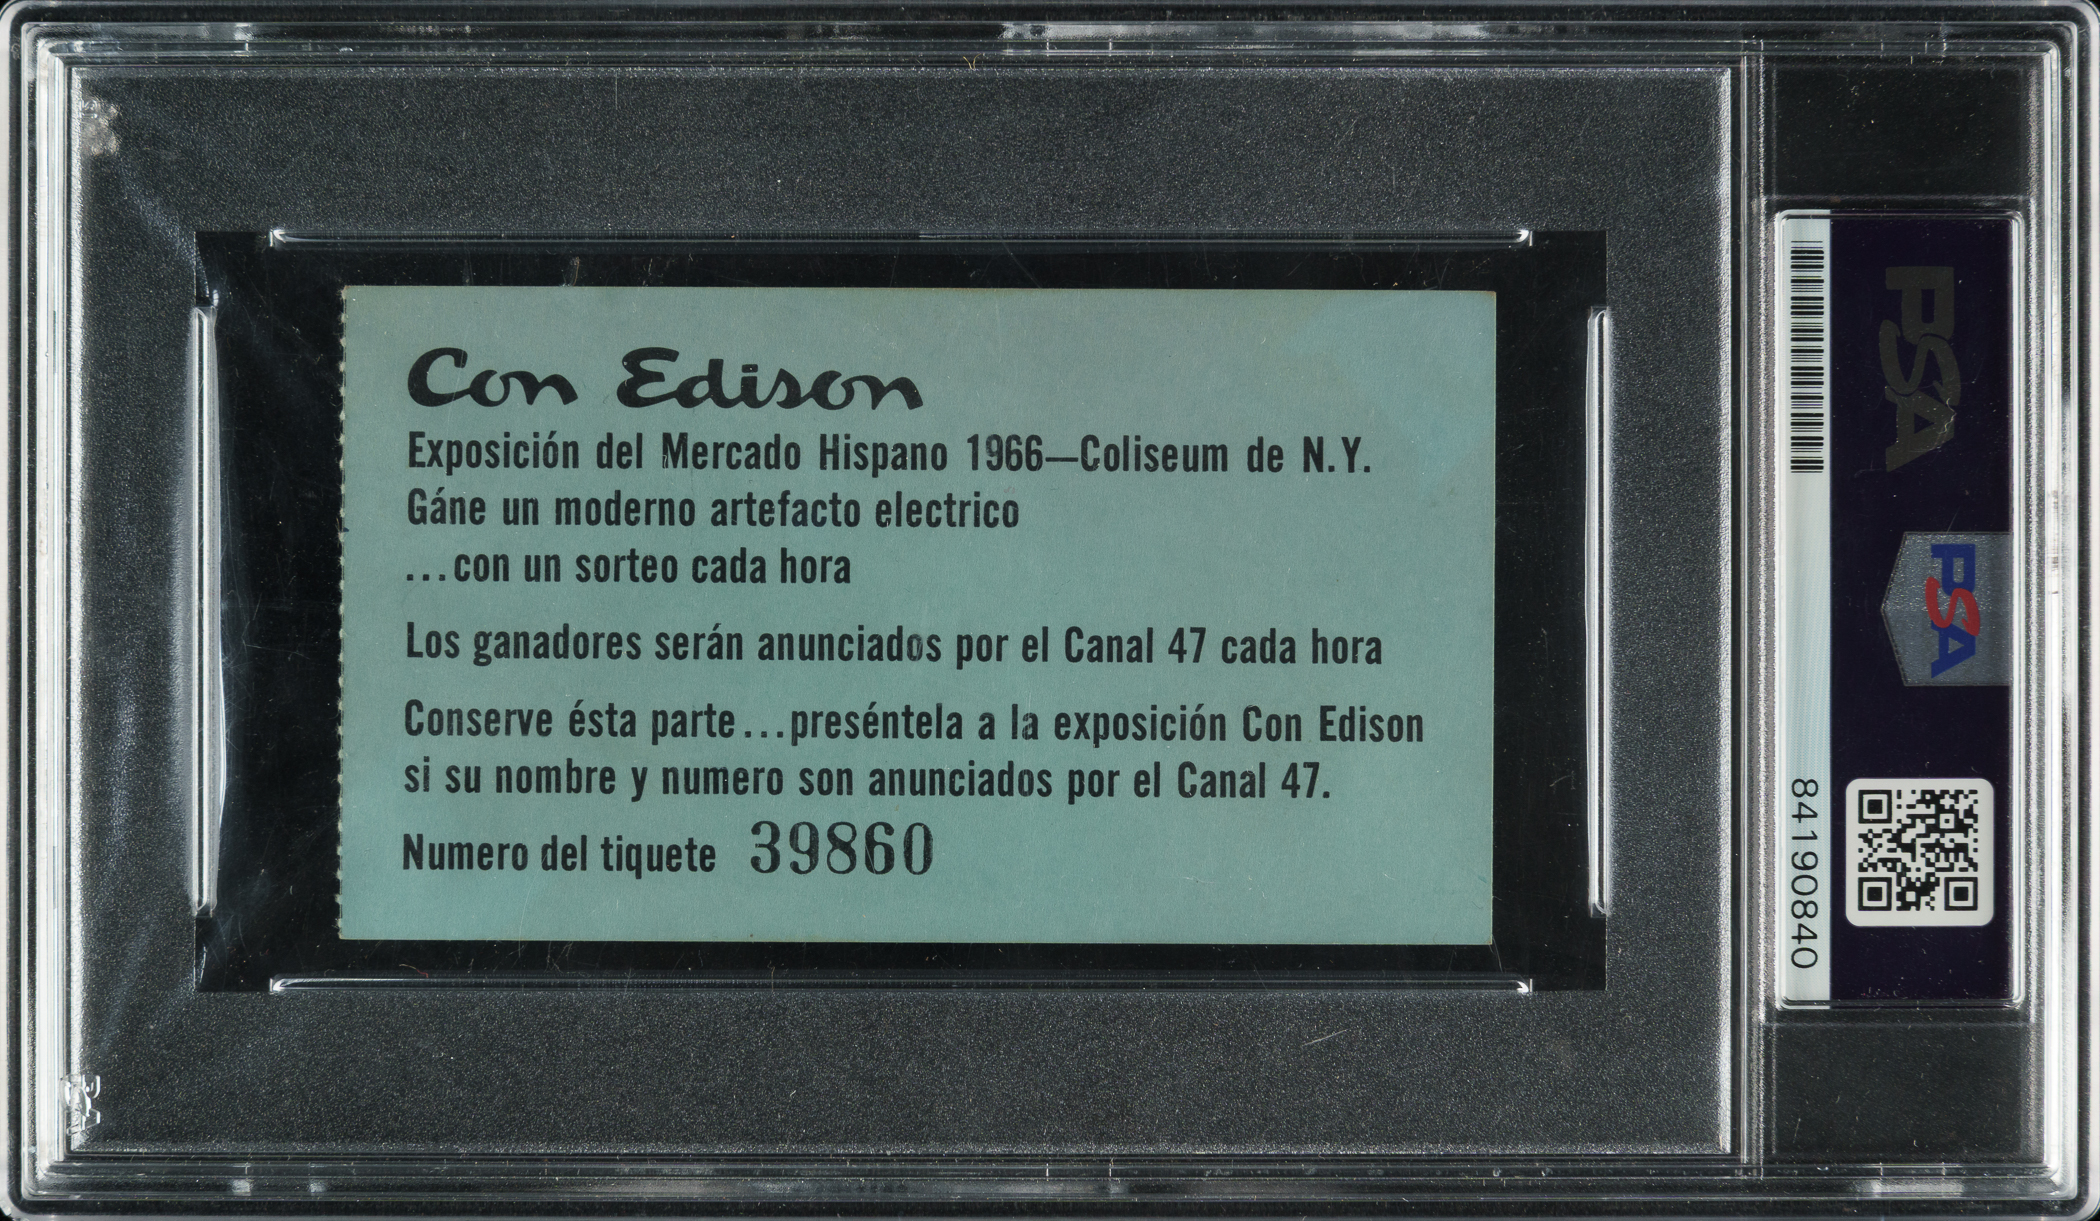 Con Edison
Exposición del Mercado Hispano 1966—Coliseum de N.Y.
Gáne un moderno artefacto electrico
...con un sorteo cada hora
Los ganadores serán anunciados por el Canal 47 cada hora
Conserve ésta parte...preséntela a la exposición Con Edison
si su nombre y numero son anunciados por el Canal 47.
Numero del tiquete 39860
PSA
PSA
84190840
PSA